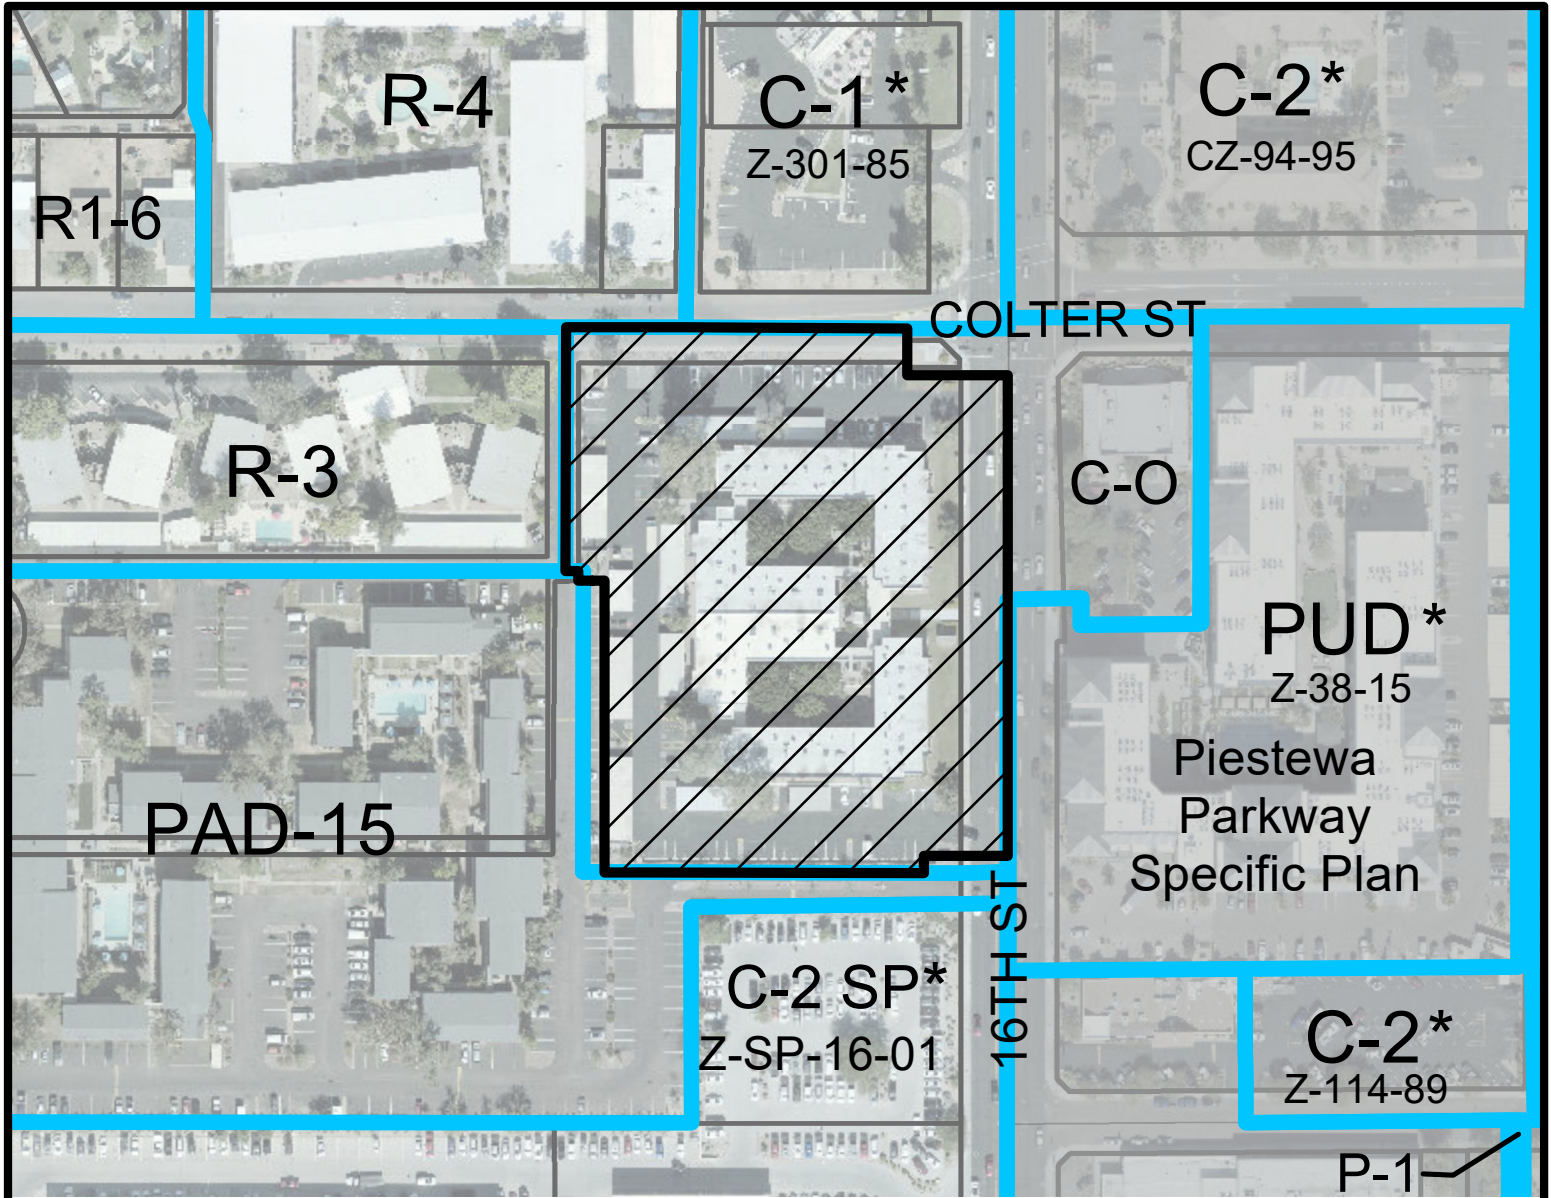 R-4
C-1*
Z-301-85
C-2*
CZ-94-95
R1-6
COLTER ST
R-3
C-O
PUD*
Z-38-15
Piestewa
Parkway
Specific Plan
PAD-15
16TH ST
C-2 SP*
Z-SP-16-01
C-2*
Z-114-89
P-1